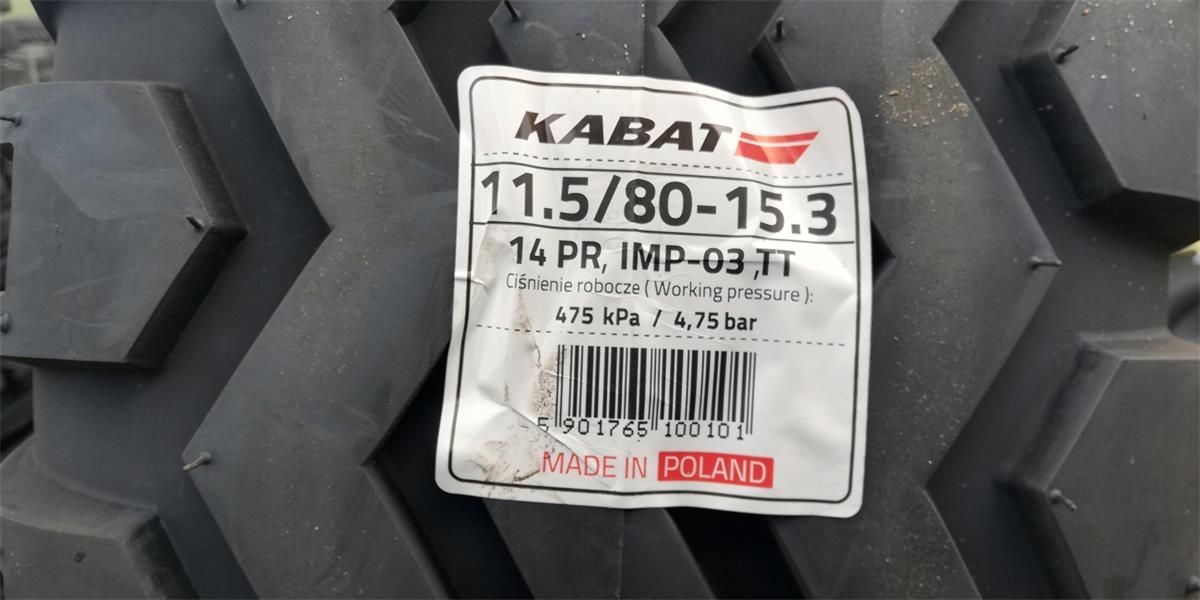 KABAT
11.5/80-15.3
14 PR, IMP-03 ,TT
Ciśnienie robocze ( Working pressure ):
475 kPa / 4,75 bar
5 901765 100101
MADE IN POLAND